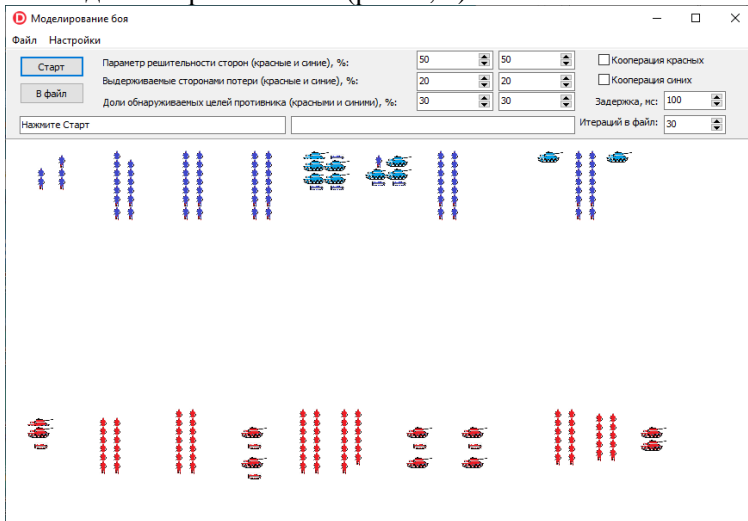 Моделирование боя
Файл Настройки
Старт
Параметр решительности сторон (красные и синие), %:
50
50
Кооперация красных
Выдерживаемые сторонами потери (красные и синие), %:
20
20
Кооперация синих
В файл
Доли обнаруживаемых целей противника (красными и синими), %:
30
30
Задержка, мс:
100
Нажмите Старт
Итераций в файл:
30